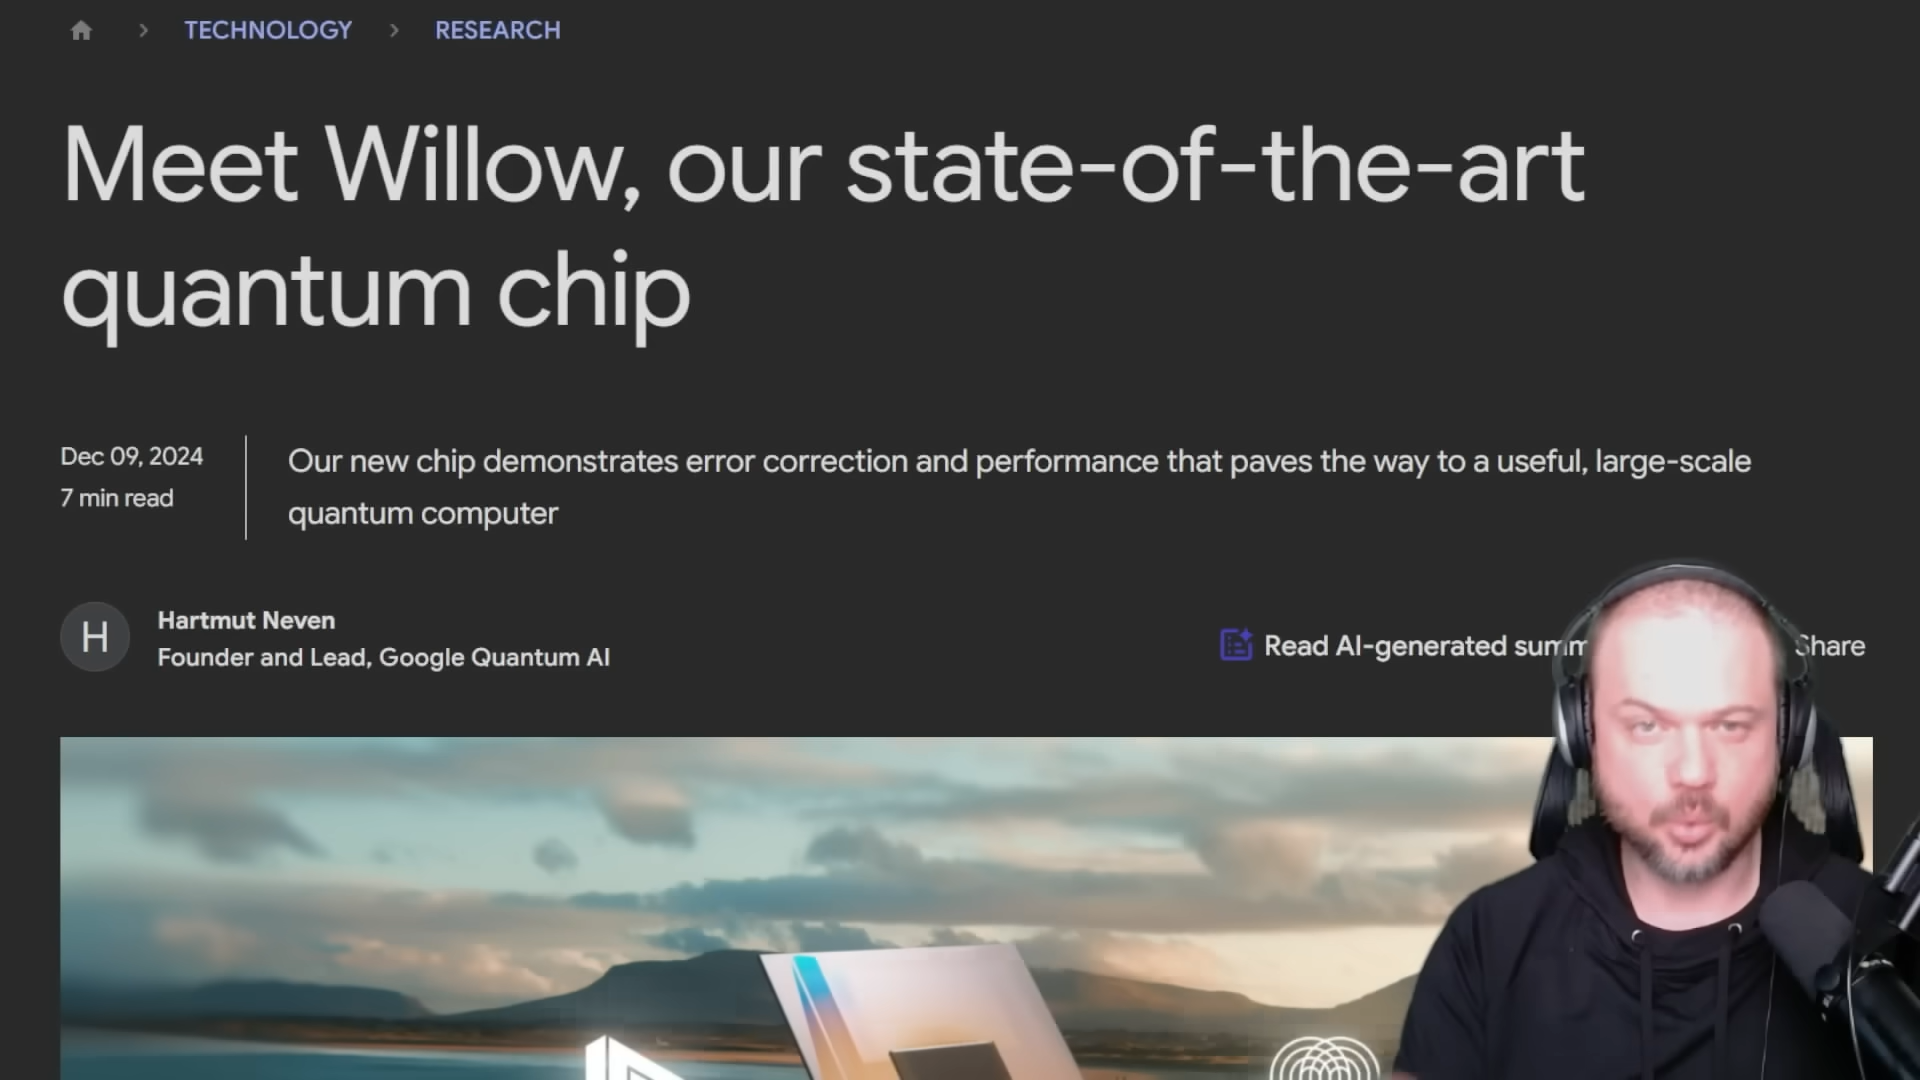 TECHNOLOGY > RESEARCH
Meet Willow, our state-of-the-art
quantum chip
Dec 09, 2024
7 min read
Our new chip demonstrates error correction and performance that paves the way to a useful, large-scale
quantum computer
H
Hartmut Neven
Founder and Lead, Google Quantum AI
Read AI-generated summ
Share